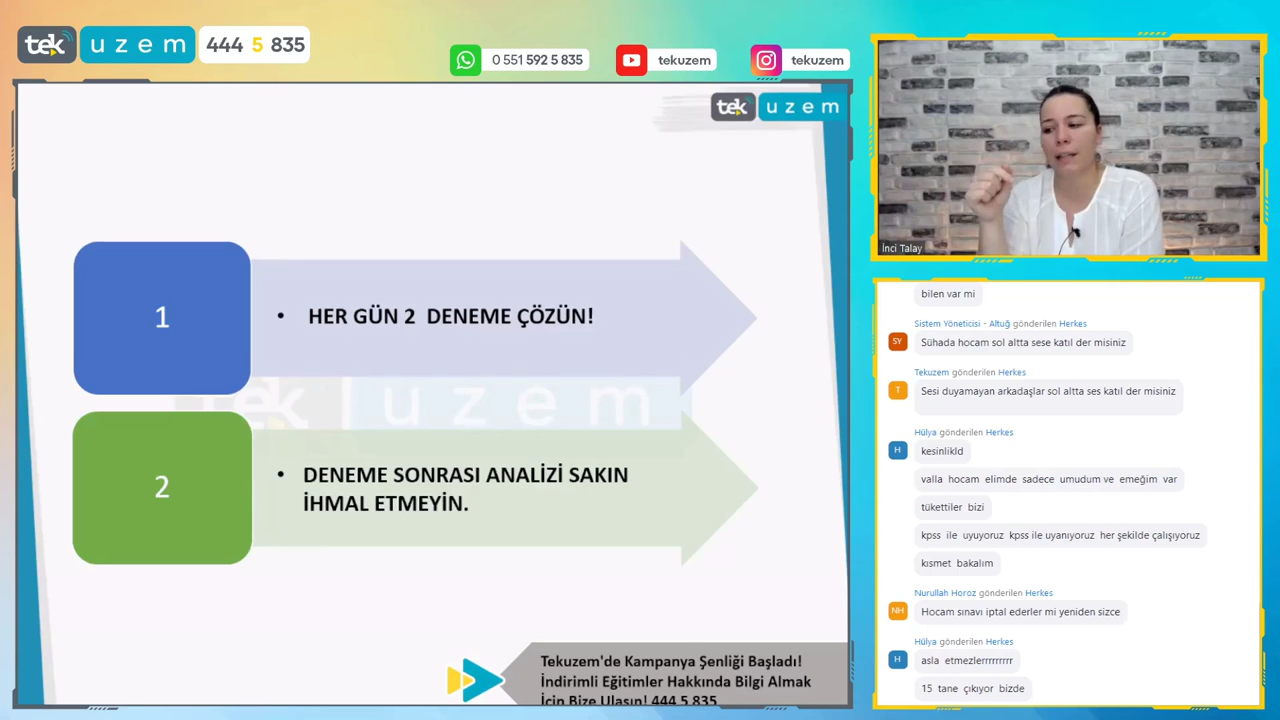 tek uzem 444 5 835
0 551 592 5 835
tekuzem
tekuzem
tek uzem
1
• HER GÜN 2 DENEME ÇÖZÜN!
tek | uzem
2
• DENEME SONRASI ANALİZİ SAKIN
İHMAL ETMEYİN.
Tekuzem'de Kampanya Şenliği Başladı!
İndirimli Eğitimler Hakkında Bilgi Almak
İçin Bize Ulaşın! 444 5 835
İnci Talay
bilen var mi
Sistem Yöneticisi - Altuğ gönderilen Herkes
SY
Sühada hocam sol altta sese katıl der misiniz
Tekuzem gönderilen Herkes
T
Sesi duyamayan arkadaşlar sol altta ses katıl der misiniz
Hülya gönderilen Herkes
H
kesinlikld
valla hocam elimde sadece umudum ve emeğim var
tükettiler bizi
kpss ile uyuyoruz kpss ile uyanıyoruz her şekilde çalışıyoruz
kısmet bakalım
Nurullah Horoz gönderilen Herkes
NH
Hocam sınavı iptal ederler mi yeniden sizce
Hülya gönderilen Herkes
H
asla etmezlerrrrrrrrr
15 tane çıkıyor bizde